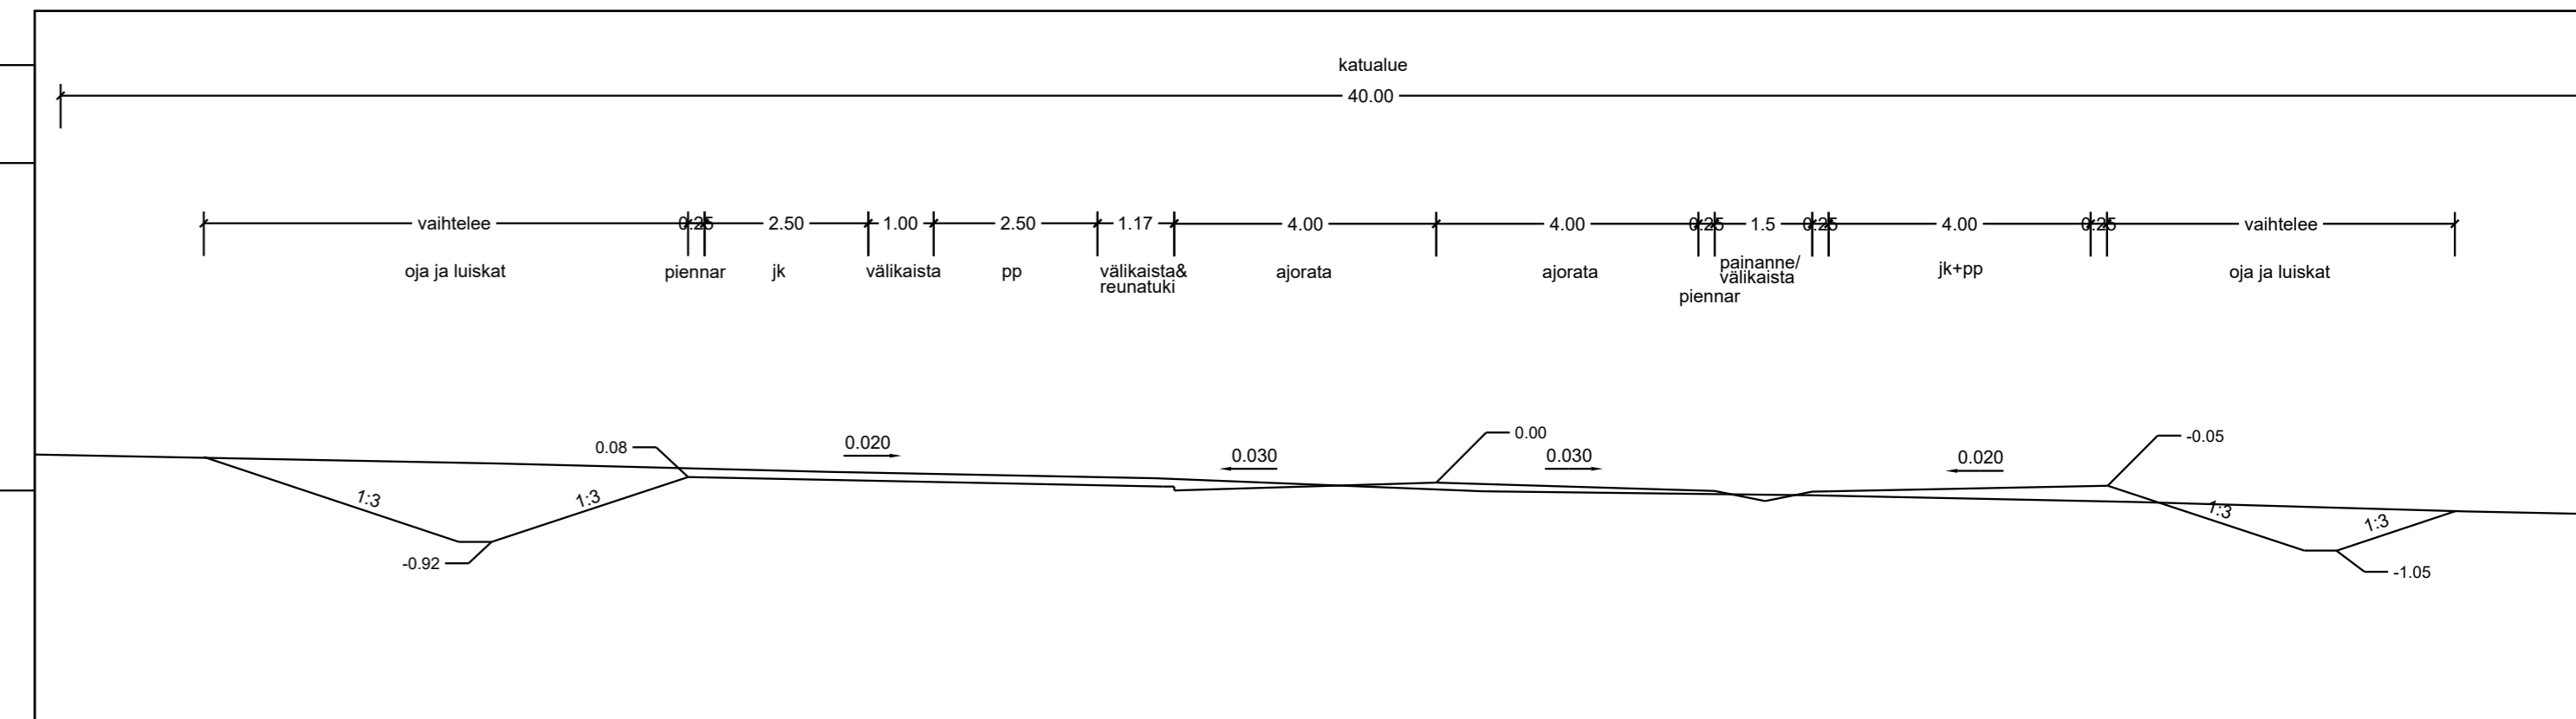 katualue
40.00
vaihtelee 0.25 2.50 1.00 2.50 1.17 4.00 4.00 0.25 1.5 0.25 4.00 0.25 vaihtelee
oja ja luiskat piennar jk välikaista pp välikaista& ajorata ajorata painanne/ jk+pp oja ja luiskat
reunatuki välikaista
piennar
0.08 0.020 0.030 0.00 0.030 0.020 -0.05
1:3 1:3 1:3 1:3
-0.92 -1.05